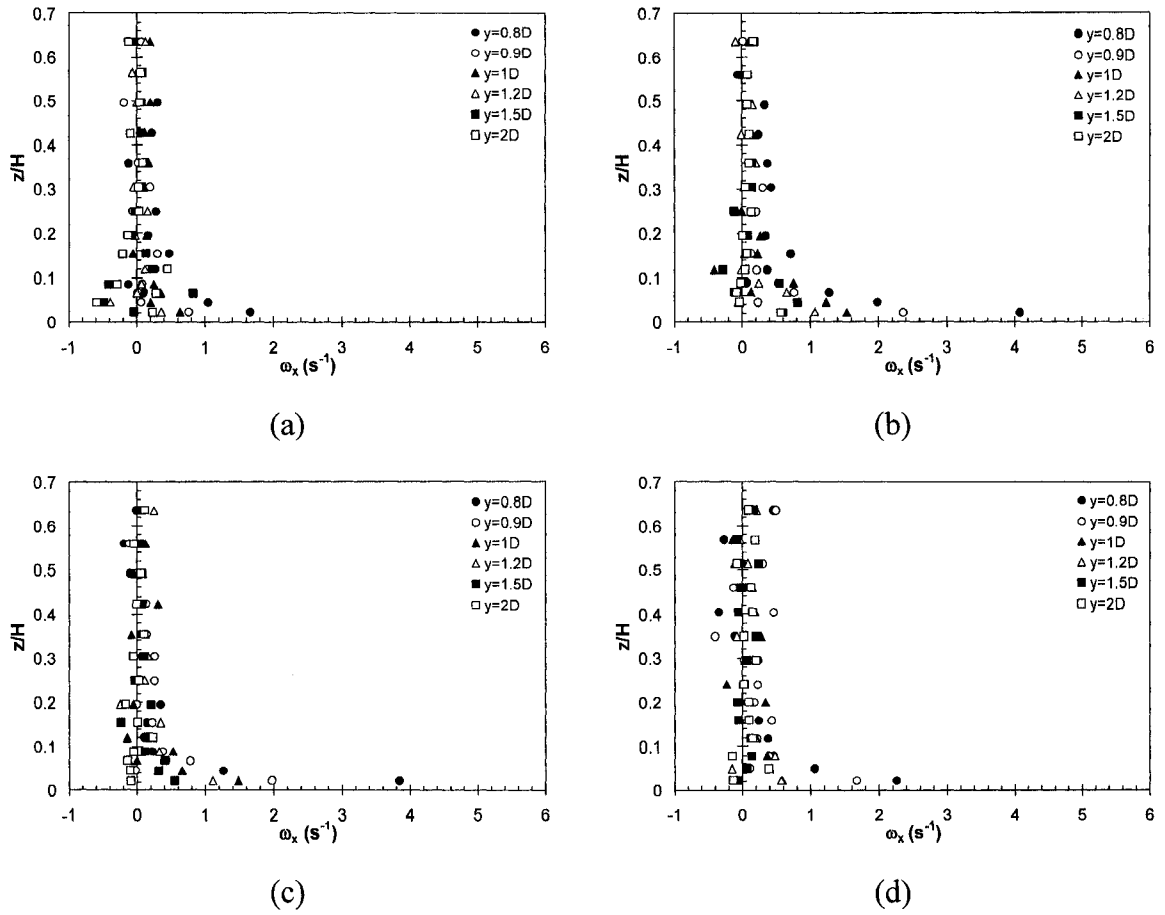 0.7
0.6
0.5
0.4
0.3
0.2
0.1
0
z/H
-1 0 1 2 3 4 5 6
ωx (s⁻¹)
y=0.8D
y=0.9D
y=1D
y=1.2D
y=1.5D
y=2D
(a)
0.7
0.6
0.5
0.4
0.3
0.2
0.1
0
z/H
-1 0 1 2 3 4 5 6
ωx (s⁻¹)
y=0.8D
y=0.9D
y=1D
y=1.2D
y=1.5D
y=2D
(b)
0.7
0.6
0.5
0.4
0.3
0.2
0.1
0
z/H
-1 0 1 2 3 4 5 6
ωx (s⁻¹)
y=0.8D
y=0.9D
y=1D
y=1.2D
y=1.5D
y=2D
(c)
0.7
0.6
0.5
0.4
0.3
0.2
0.1
0
z/H
-1 0 1 2 3 4 5 6
ωx (s⁻¹)
y=0.8D
y=0.9D
y=1D
y=1.2D
y=1.5D
y=2D
(d)